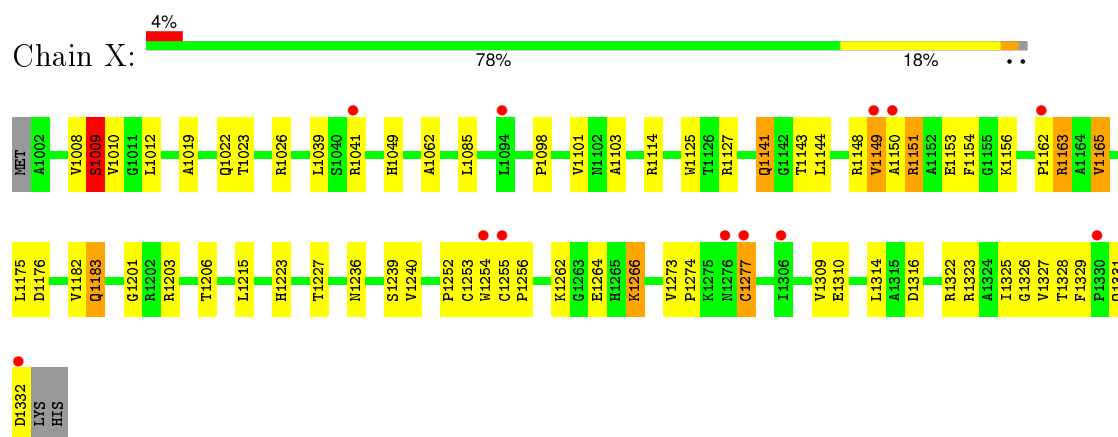 4%
Chain X:
78% 18% • •
MET A1002 V1008 S1009 V1010 G1011 L1012 A1019 Q1022 T1023 R1026 L1039 S1040 R1041 H1049 A1062 L1085 L1094 P1098 V1101 N1102 A1103 R1114 W1125 T1126 R1127 Q1141 G1142 T1143 L1144 R1148 V1149 A1150 R1151 A1152 E1153 F1154 G1155 K1156 P1162 R1163 A1164 V1165
L1175 D1176 V1182 Q1183 G1201 R1202 R1203 T1206 L1215 H1223 T1227 N1236 S1239 V1240 P1252 C1253 W1254 C1255 P1256 K1262 G1263 E1264 H1265 K1266 V1273 P1274 K1275 N1276 C1277 I1306 V1309 E1310 L1314 A1315 D1316 R1322 R1323 A1324 I1325 G1326 V1327 T1328 F1329 P1330 Q1331
D1332 LYS HIS